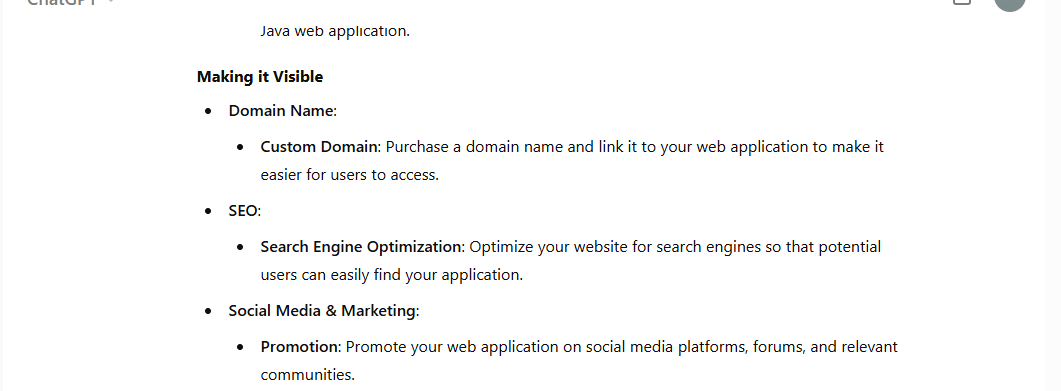 ChatGPT
Java web application.
Making it Visible
Domain Name:
Custom Domain: Purchase a domain name and link it to your web application to make it
easier for users to access.
SEO:
Search Engine Optimization: Optimize your website for search engines so that potential
users can easily find your application.
Social Media & Marketing:
Promotion: Promote your web application on social media platforms, forums, and relevant
communities.